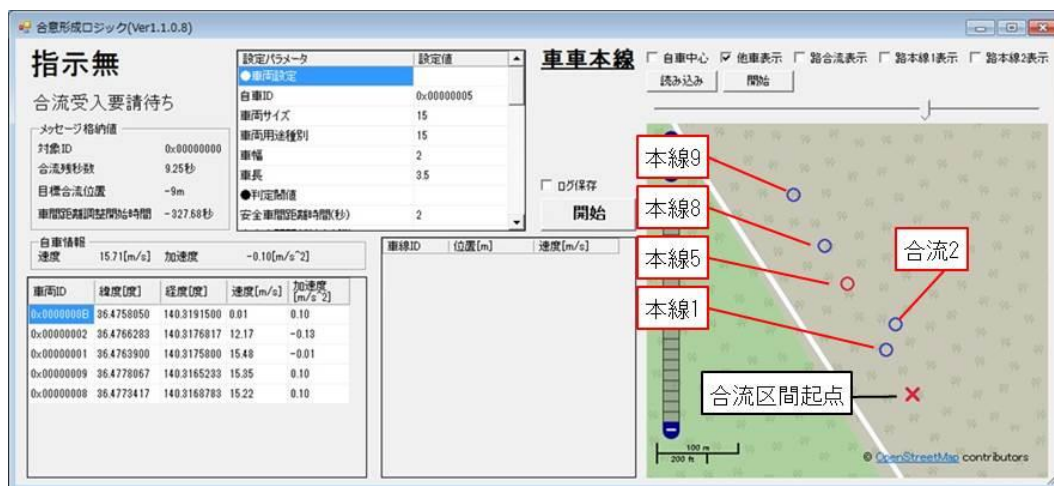 合意形成ロジック(Ver1.1.0.8)
指示無
合流受入要請待ち
メッセージ格納値
対象ID 0x00000000
合流残秒数 9.25秒
目標合流位置 -9m
車間距離調整開始時間 -327.68秒
設定パラメータ 設定値
●車両設定
自車ID 0x00000005
車両サイズ 15
車両用途種別 15
車幅 2
車長 3.5
●判定閾値
安全車間距離時間(秒) 2
車車本線
自車中心 他車表示 路合流表示 路本線1表示 路本線2表示
読み込み 開始
ログ保存
開始
自車情報
速度 15.71[m/s] 加速度 -0.10[m/s^2]
車両ID 緯度[度] 経度[度] 速度[m/s] 加速度[m/s^2]
0x0000000B 36.4758050 140.3191500 0.01 0.10
0x00000002 36.4766283 140.3176817 12.17 -0.13
0x00000001 36.4763900 140.3175800 15.48 -0.01
0x00000009 36.4778067 140.3165233 15.35 0.10
0x00000008 36.4773417 140.3168783 15.22 0.10
車線ID 位置[m] 速度[m/s]
本線9
本線8
本線5
合流2
本線1
合流区間起点
100 m
200 ft
© OpenStreetMap contributors